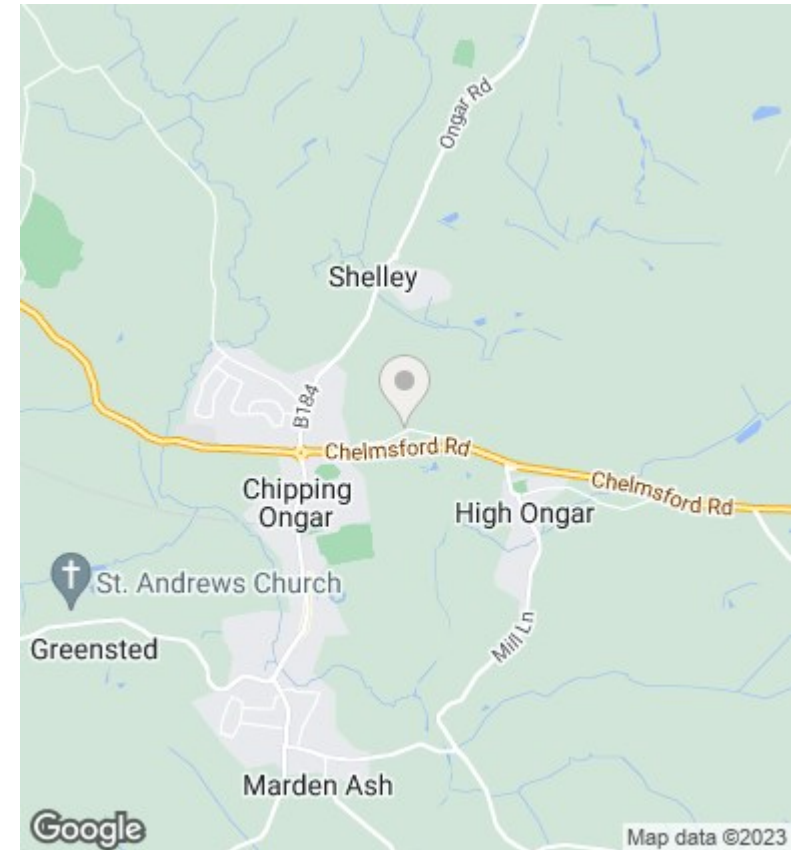 Ongar Rd
Shelley
B184
Chelmsford Rd
Chelmsford Rd
Chipping
Ongar
High Ongar
St. Andrews Church
Greensted
Mill Ln
Marden Ash
Google
Map data ©2023